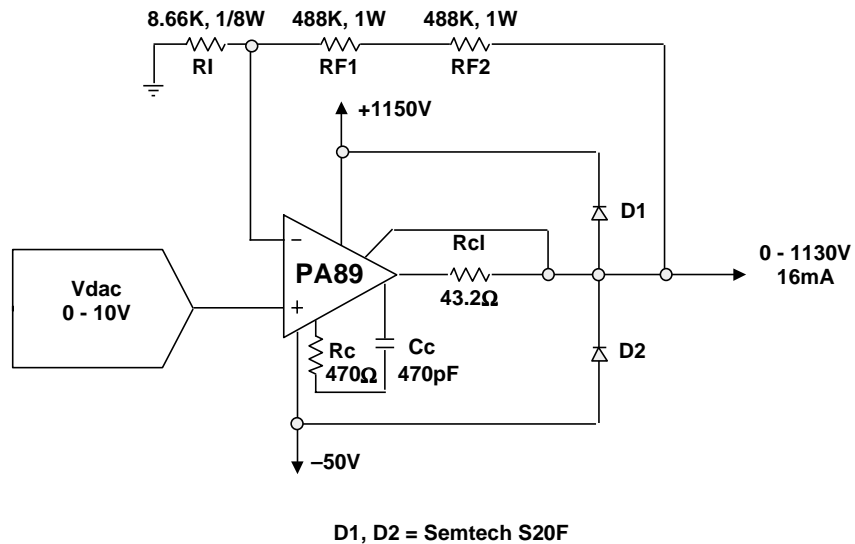 8.66K, 1/8W 488K, 1W 488K, 1W
RI RF1 RF2
+1150V
D1
Rcl
PA89
−
+
43.2Ω
0 - 1130V
16mA
Vdac
0 - 10V
Rc
470Ω
Cc
470pF
D2
–50V
D1, D2 = Semtech S20F